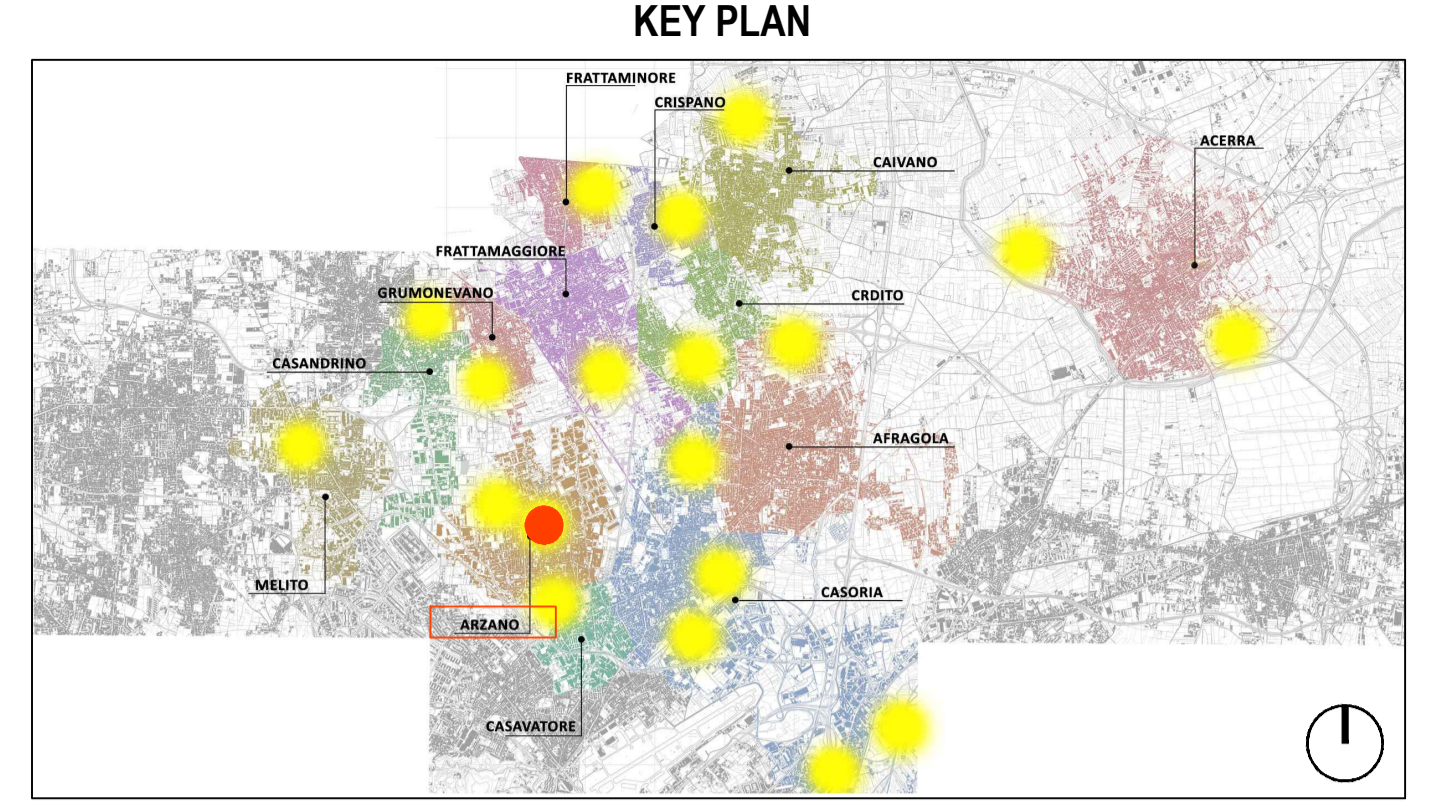 KEY PLAN
FRATTAMINORE
CRISPANO
ACERRA
CAIVANO
FRATTAMAGGIORE
GRUMONEVANO
CRDITO
CASANDRINO
AFRAGOLA
MELITO
CASORIA
ARZANO
CASAVATORE